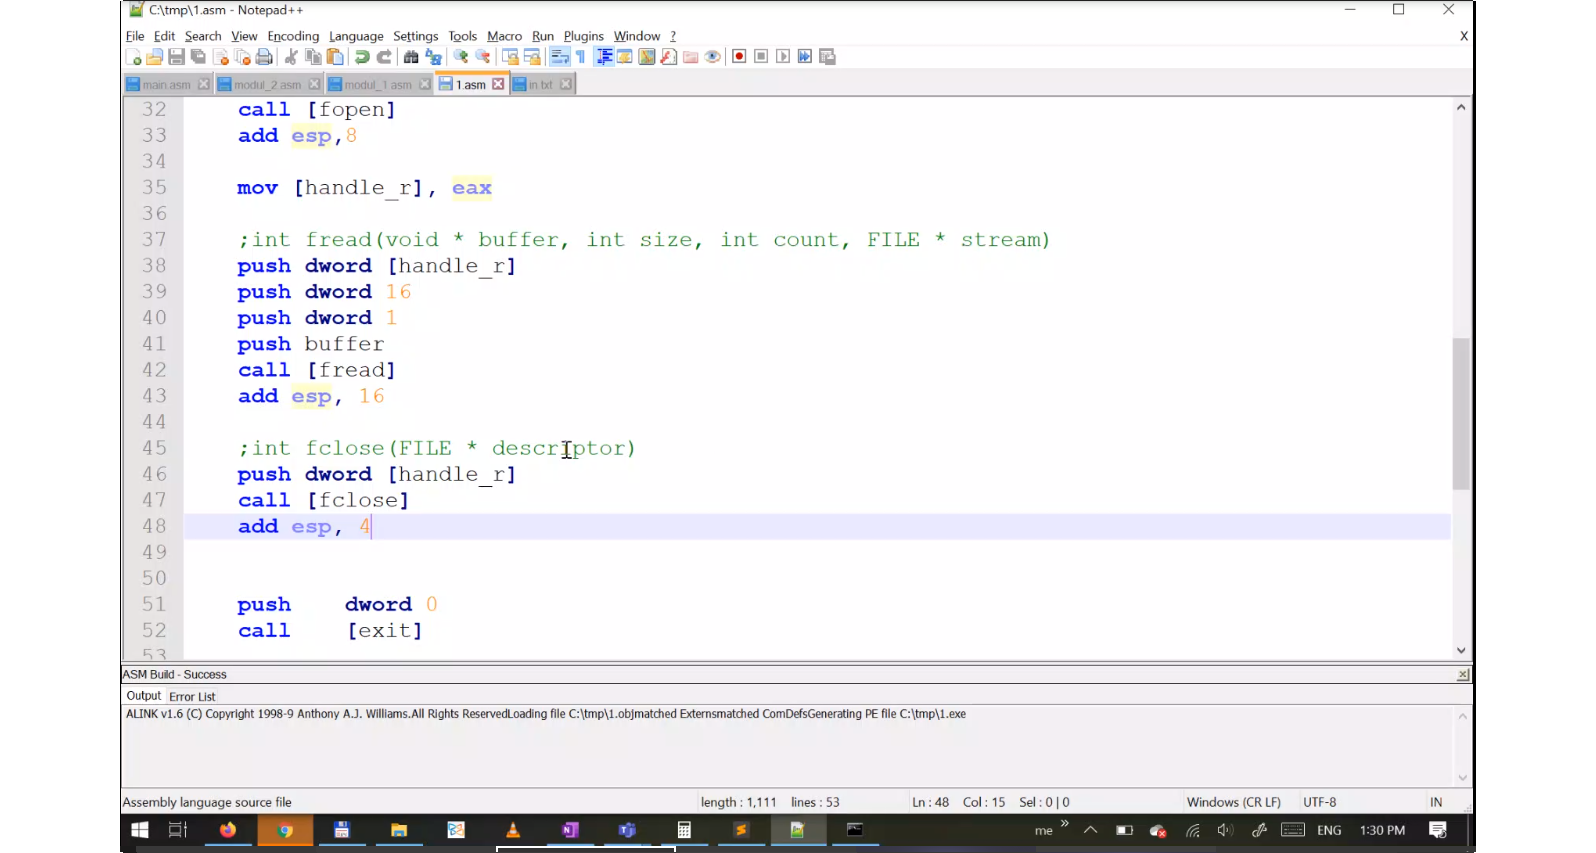 C:\tmp\1.asm - Notepad++
File Edit Search View Encoding Language Settings Tools Macro Run Plugins Window ? X
main.asm modul_2.asm modul_1.asm 1.asm in.txt
32 call [fopen]
33 add esp,8
34
35 mov [handle_r], eax
36
37 ;int fread(void * buffer, int size, int count, FILE * stream)
38 push dword [handle_r]
39 push dword 16
40 push dword 1
41 push buffer
42 call [fread]
43 add esp, 16
44
45 ;int fclose(FILE * descriptor)
46 push dword [handle_r]
47 call [fclose]
48 add esp, 4
49
50
51 push dword 0
52 call [exit]
53
ASM Build - Success
Output Error List
ALINK v1.6 (C) Copyright 1998-9 Anthony A.J. Williams.All Rights ReservedLoading file C:\tmp\1.objmatched Externsmatched ComDefsGenerating PE file C:\tmp\1.exe
Assembly language source file length : 1,111 lines : 53 Ln : 48 Col : 15 Sel : 0 | 0 Windows (CR LF) UTF-8 IN
me » ENG 1:30 PM